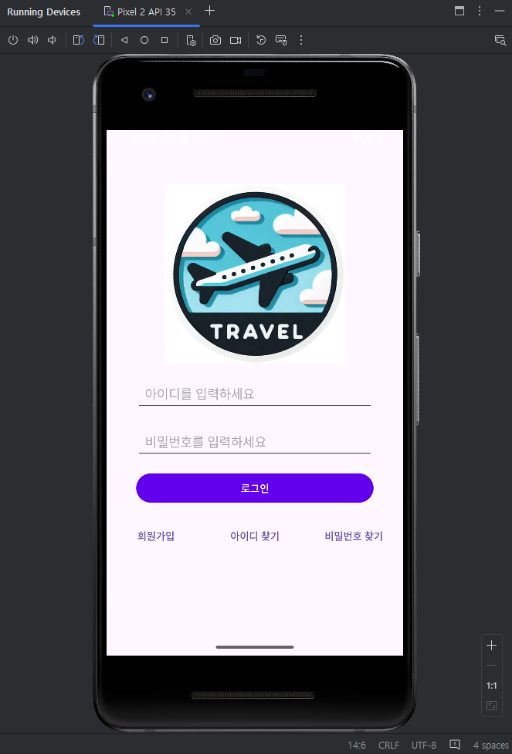 Running Devices
Pixel 2 API 35
TRAVEL
아이디를 입력하세요
비밀번호를 입력하세요
로그인
회원가입 아이디 찾기 비밀번호 찾기
1:1
14:6 CRLF UTF-8 4 spaces